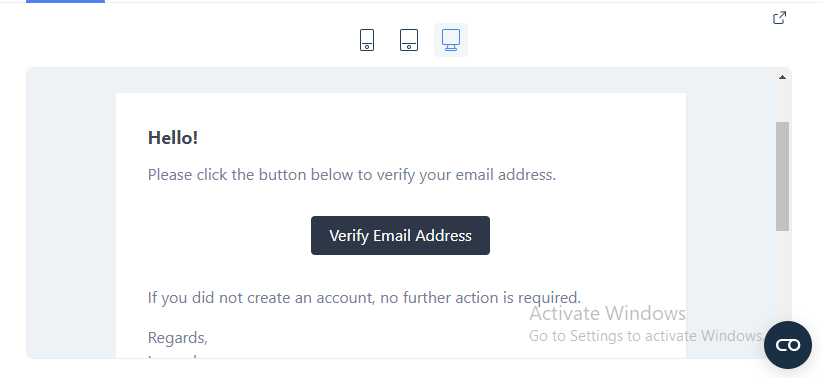 Hello!
Please click the button below to verify your email address.
Verify Email Address
If you did not create an account, no further action is required.
Activate Windows
Go to Settings to activate Windows.
Regards,